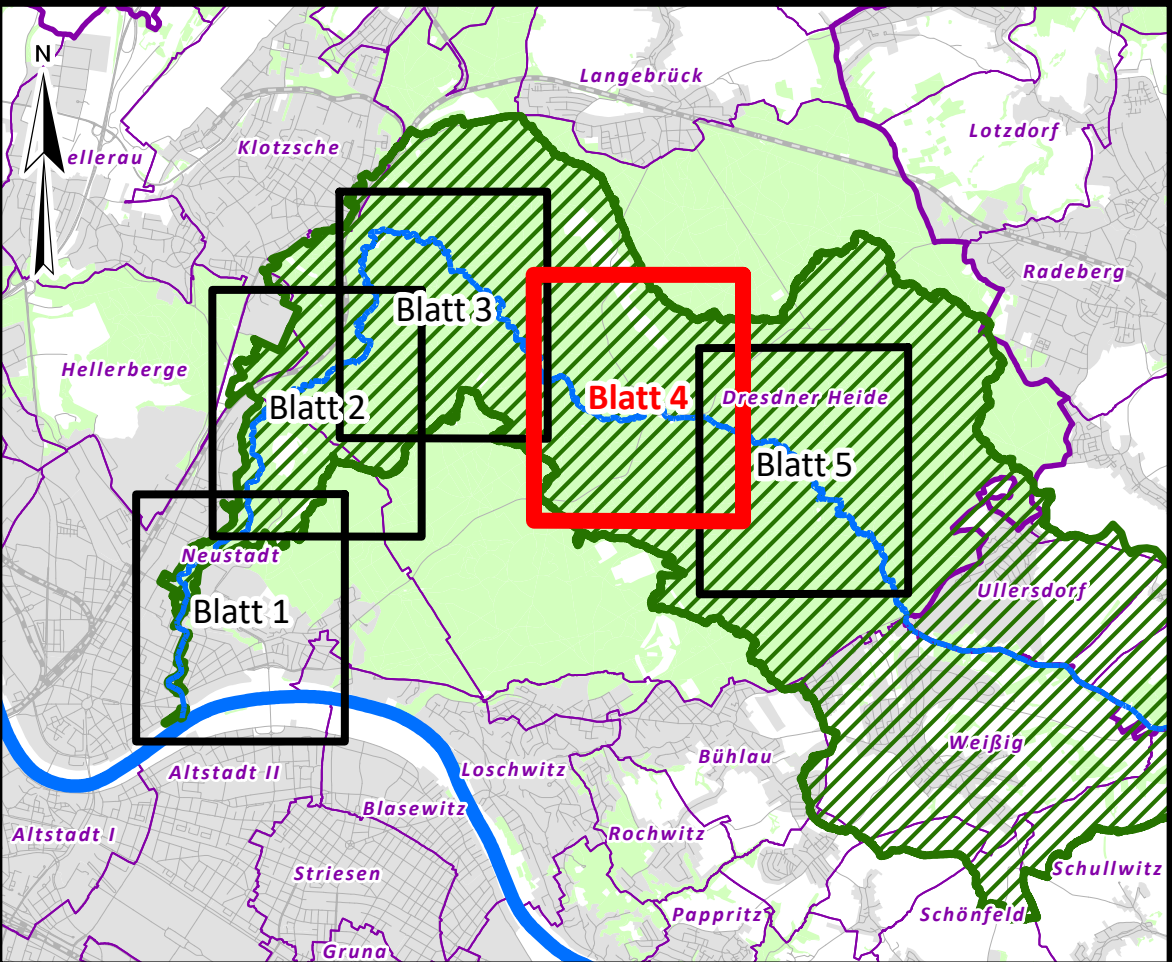 N
Langebrück
Lotzdorf
Klotzsche
ellerau
Radeberg
Blatt 3
Hellerberge
Blatt 4
Dresdner Heide
Blatt 2
Blatt 5
Neustadt
Ullersdorf
Blatt 1
Weißig
Bühlau
Altstadt II
Loschwitz
Blasewitz
Altstadt I
Rochwitz
Striesen
Schullwitz
Pappritz
Schönfeld
Gruna